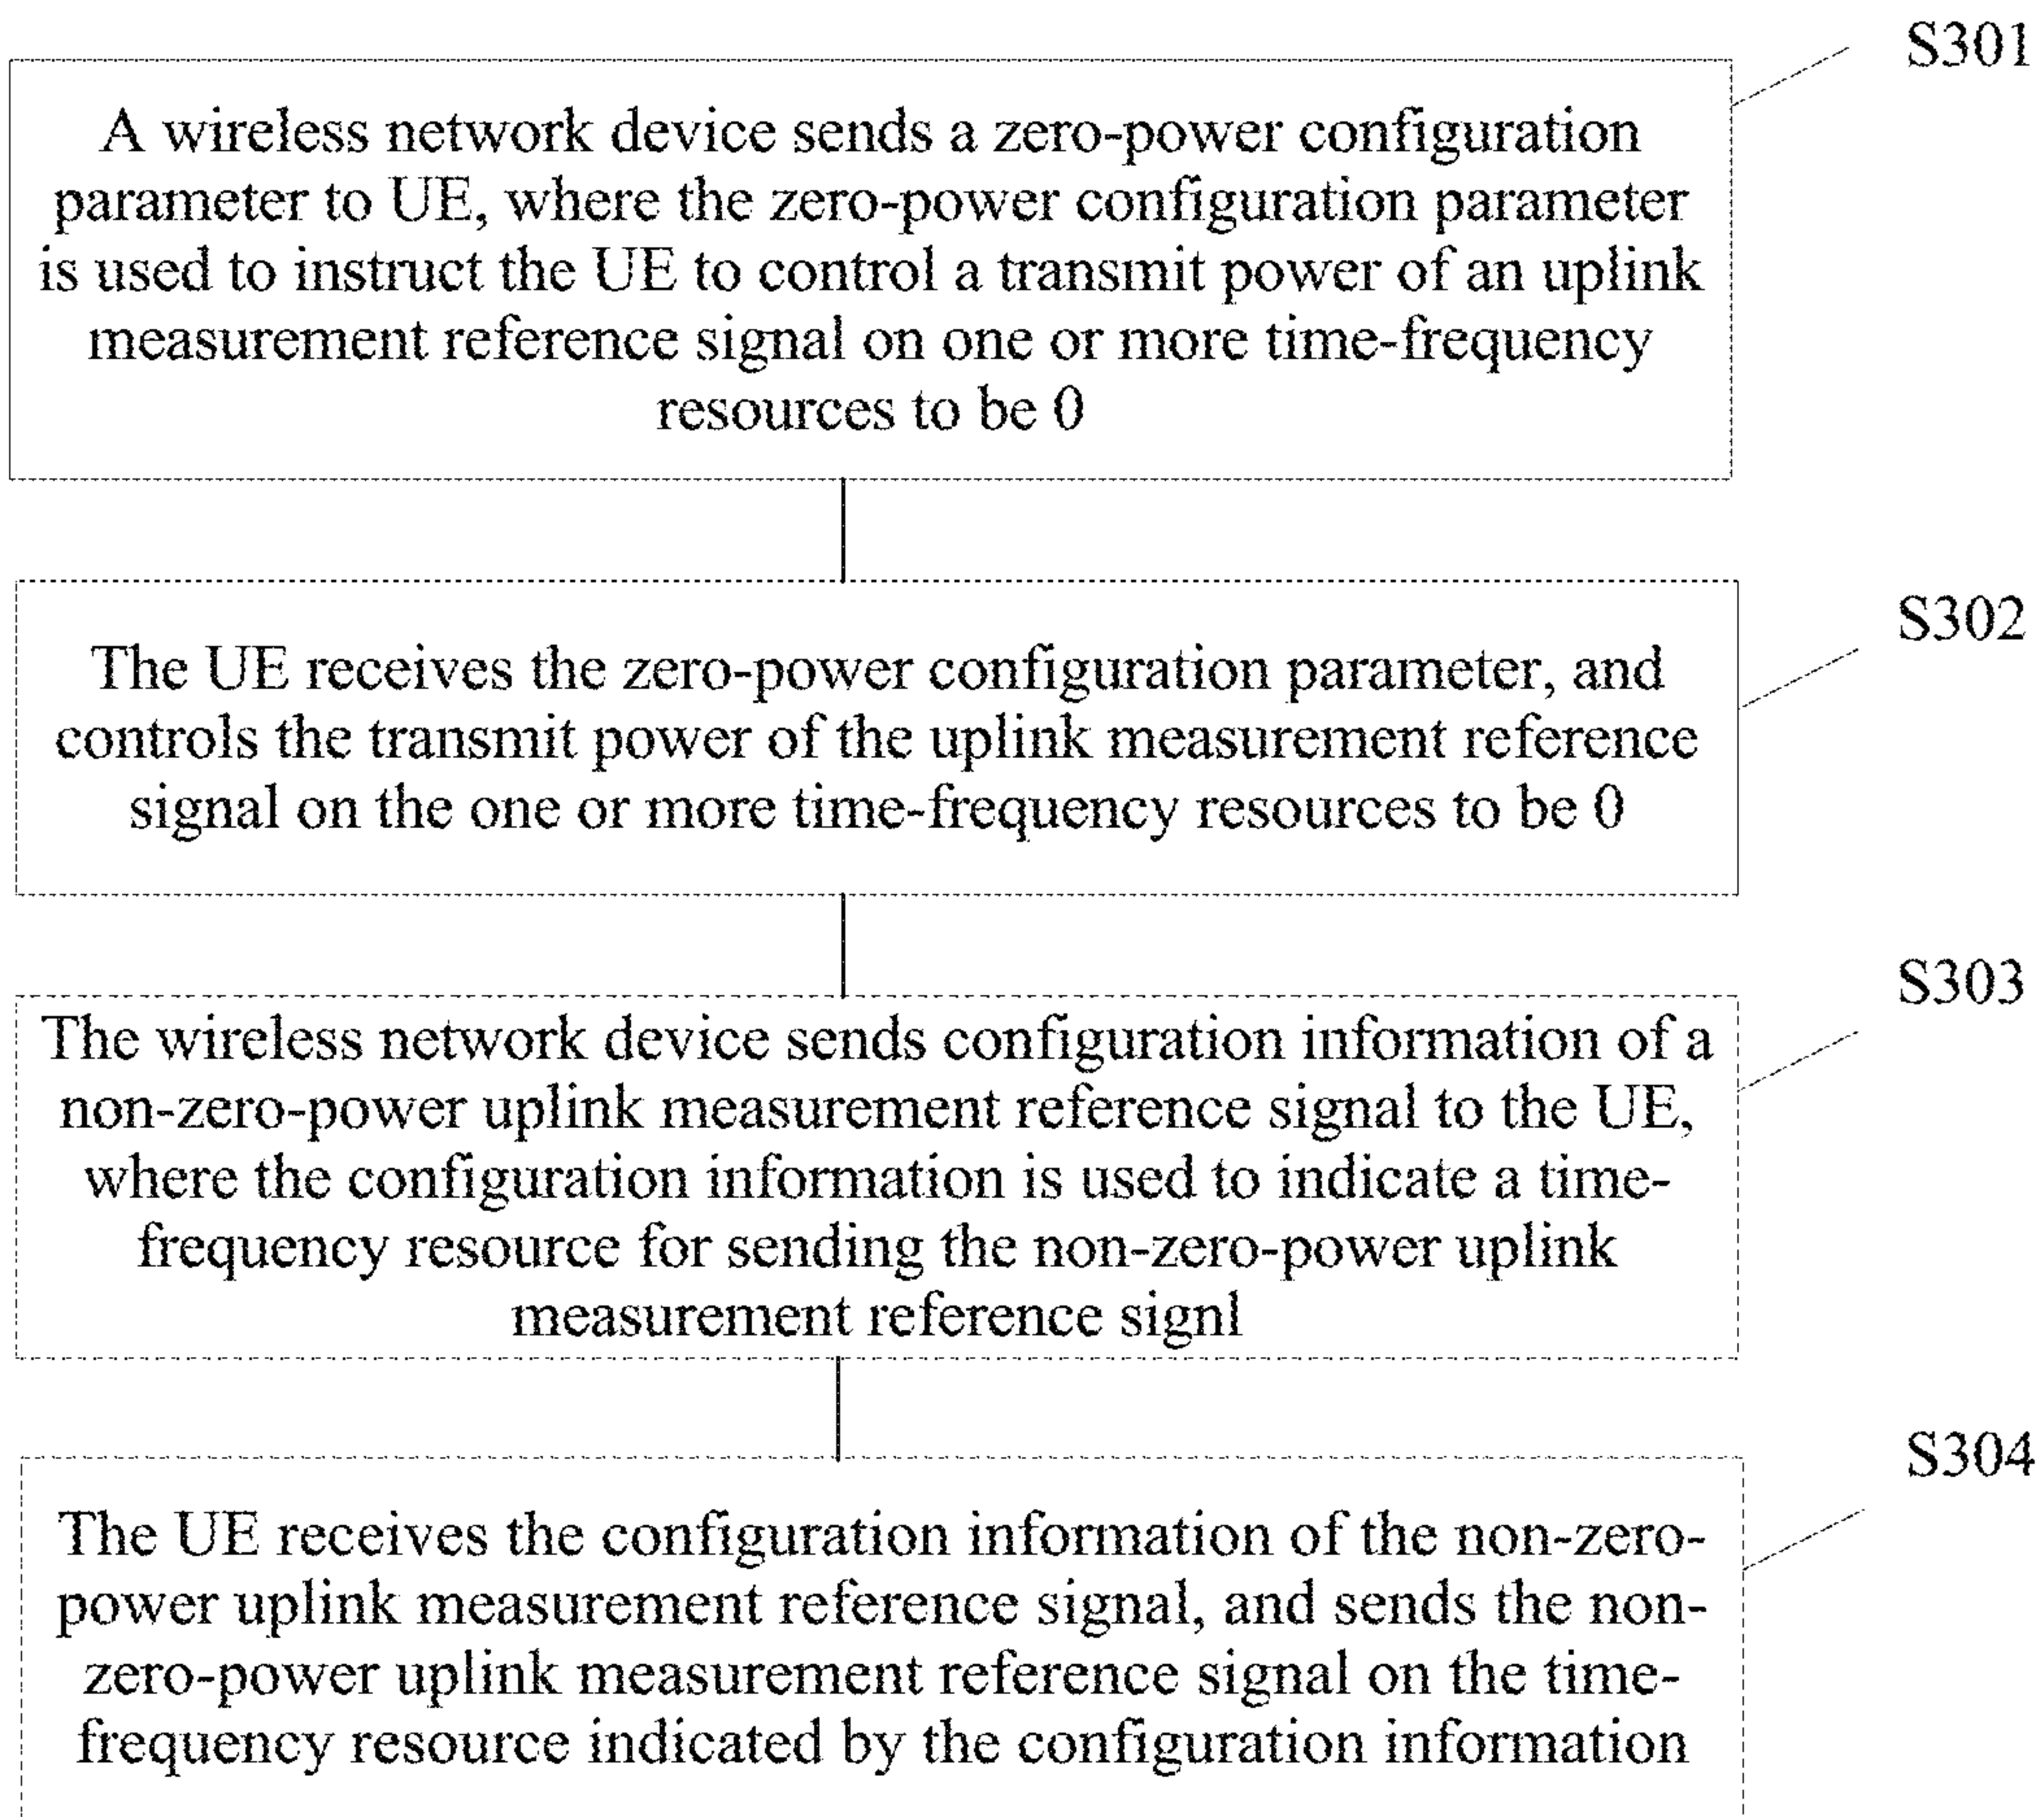 S301
A wireless network device sends a zero-power configuration
parameter to UE, where the zero-power configuration parameter
is used to instruct the UE to control a transmit power of an uplink
measurement reference signal on one or more time-frequency
resources to be 0
S302
The UE receives the zero-power configuration parameter, and
controls the transmit power of the uplink measurement reference
signal on the one or more time-frequency resources to be 0
S303
The wireless network device sends configuration information of a
non-zero-power uplink measurement reference signal to the UE,
where the configuration information is used to indicate a time-
frequency resource for sending the non-zero-power uplink
measurement reference signl
S304
The UE receives the configuration information of the non-zero-
power uplink measurement reference signal, and sends the non-
zero-power uplink measurement reference signal on the time-
frequency resource indicated by the configuration information